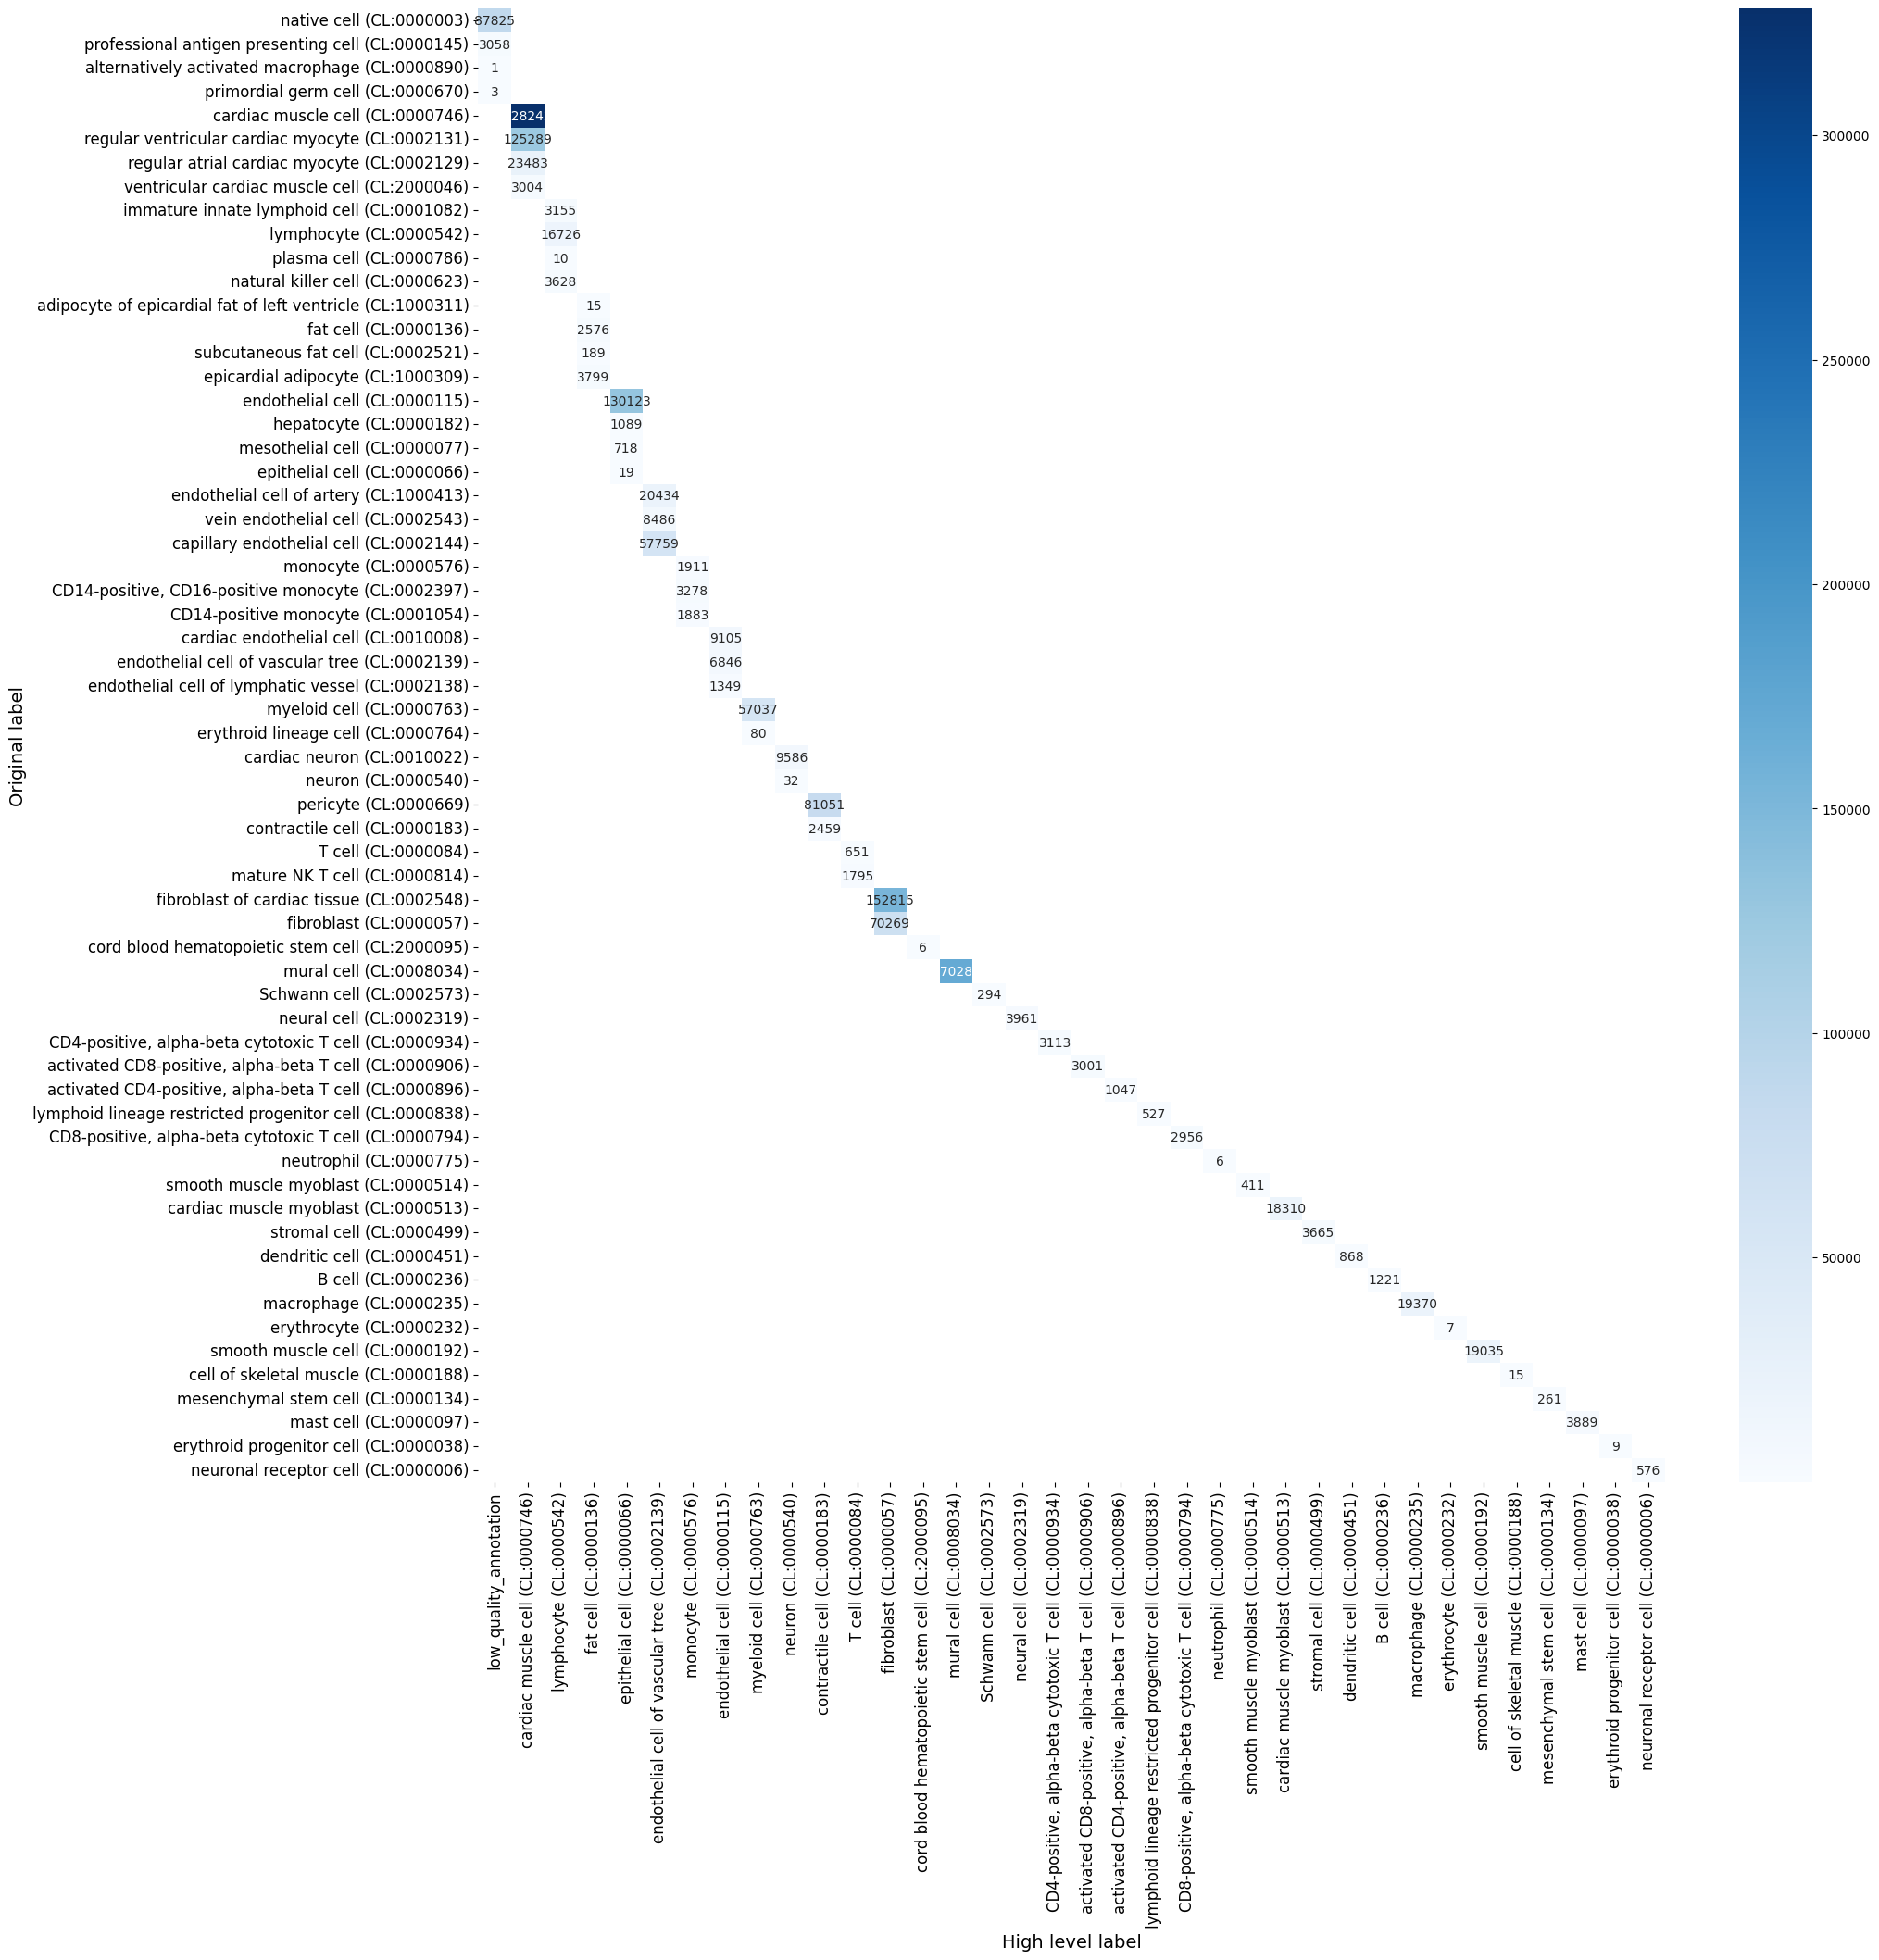 native cell (CL:0000003) 87825
professional antigen presenting cell (CL:0000145) 3058
alternatively activated macrophage (CL:0000890) 1
primordial germ cell (CL:0000670) 3
cardiac muscle cell (CL:0000746) 2824
regular ventricular cardiac myocyte (CL:0002131) 125289
regular atrial cardiac myocyte (CL:0002129) 23483
ventricular cardiac muscle cell (CL:2000046) 3004
immature innate lymphoid cell (CL:0001082) 3155
lymphocyte (CL:0000542) 16726
plasma cell (CL:0000786) 10
natural killer cell (CL:0000623) 3628
adipocyte of epicardial fat of left ventricle (CL:1000311) 15
fat cell (CL:0000136) 2576
subcutaneous fat cell (CL:0002521) 189
epicardial adipocyte (CL:1000309) 3799
endothelial cell (CL:0000115) 130123
hepatocyte (CL:0000182) 1089
mesothelial cell (CL:0000077) 718
epithelial cell (CL:0000066) 19
endothelial cell of artery (CL:1000413) 20434
vein endothelial cell (CL:0002543) 8486
capillary endothelial cell (CL:0002144) 57759
monocyte (CL:0000576) 1911
CD14-positive, CD16-positive monocyte (CL:0002397) 3278
CD14-positive monocyte (CL:0001054) 1883
cardiac endothelial cell (CL:0010008) 9105
endothelial cell of vascular tree (CL:0002139) 6846
endothelial cell of lymphatic vessel (CL:0002138) 1349
myeloid cell (CL:0000763) 57037
erythroid lineage cell (CL:0000764) 80
cardiac neuron (CL:0010022) 9586
neuron (CL:0000540) 32
pericyte (CL:0000669) 81051
contractile cell (CL:0000183) 2459
T cell (CL:0000084) 651
mature NK T cell (CL:0000814) 1795
fibroblast of cardiac tissue (CL:0002548) 152815
fibroblast (CL:0000057) 70269
cord blood hematopoietic stem cell (CL:2000095) 6
mural cell (CL:0008034) 7028
Schwann cell (CL:0002573) 294
neural cell (CL:0002319) 3961
CD4-positive, alpha-beta cytotoxic T cell (CL:0000934) 3113
activated CD8-positive, alpha-beta T cell (CL:0000906) 3001
activated CD4-positive, alpha-beta T cell (CL:0000896) 1047
lymphoid lineage restricted progenitor cell (CL:0000838) 527
CD8-positive, alpha-beta cytotoxic T cell (CL:0000794) 2956
neutrophil (CL:0000775) 6
smooth muscle myoblast (CL:0000514) 411
cardiac muscle myoblast (CL:0000513) 18310
stromal cell (CL:0000499) 3665
dendritic cell (CL:0000451) 868
B cell (CL:0000236) 1221
macrophage (CL:0000235) 19370
erythrocyte (CL:0000232) 7
smooth muscle cell (CL:0000192) 19035
cell of skeletal muscle (CL:0000188) 15
mesenchymal stem cell (CL:0000134) 261
mast cell (CL:0000097) 3889
erythroid progenitor cell (CL:0000038) 9
neuronal receptor cell (CL:0000006) 576
Original label
low_quality_annotation
cardiac muscle cell (CL:0000746)
lymphocyte (CL:0000542)
fat cell (CL:0000136)
epithelial cell (CL:0000066)
endothelial cell of vascular tree (CL:0002139)
monocyte (CL:0000576)
endothelial cell (CL:0000115)
myeloid cell (CL:0000763)
neuron (CL:0000540)
contractile cell (CL:0000183)
T cell (CL:0000084)
fibroblast (CL:0000057)
cord blood hematopoietic stem cell (CL:2000095)
mural cell (CL:0008034)
Schwann cell (CL:0002573)
neural cell (CL:0002319)
CD4-positive, alpha-beta cytotoxic T cell (CL:0000934)
activated CD8-positive, alpha-beta T cell (CL:0000906)
activated CD4-positive, alpha-beta T cell (CL:0000896)
lymphoid lineage restricted progenitor cell (CL:0000838)
CD8-positive, alpha-beta cytotoxic T cell (CL:0000794)
neutrophil (CL:0000775)
smooth muscle myoblast (CL:0000514)
cardiac muscle myoblast (CL:0000513)
stromal cell (CL:0000499)
dendritic cell (CL:0000451)
B cell (CL:0000236)
macrophage (CL:0000235)
erythrocyte (CL:0000232)
smooth muscle cell (CL:0000192)
cell of skeletal muscle (CL:0000188)
mesenchymal stem cell (CL:0000134)
mast cell (CL:0000097)
erythroid progenitor cell (CL:0000038)
neuronal receptor cell (CL:0000006)
High level label
300000
250000
200000
150000
100000
50000